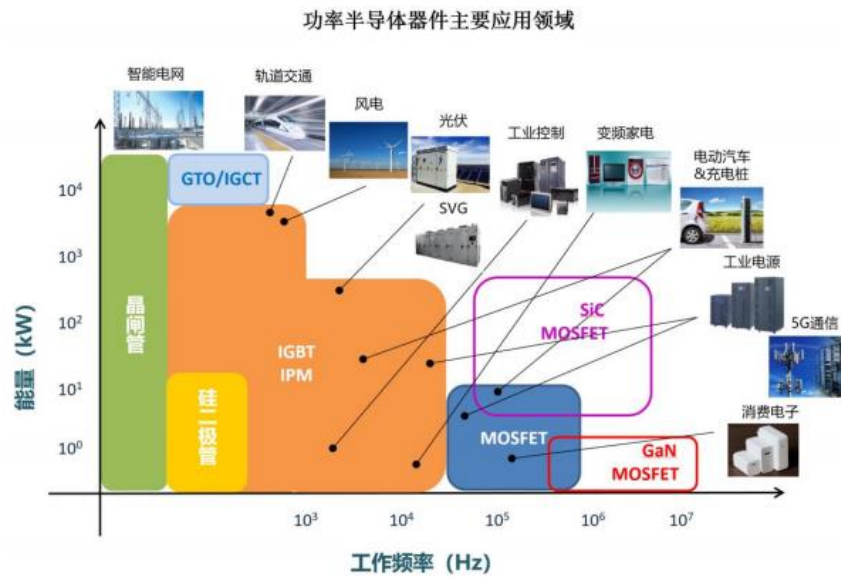 功率半导体器件主要应用领域
智能电网
轨道交通
风电
光伏
工业控制
变频家电
电动汽车
&充电桩
SVG
工业电源
5G通信
消费电子
GTO/IGCT
晶闸管
硅二极管
IGBT
IPM
SiC
MOSFET
MOSFET
GaN
MOSFET
能量（kW）
10⁴
10³
10²
10¹
10⁰
10³
10⁴
10⁵
10⁶
10⁷
工作频率（Hz）